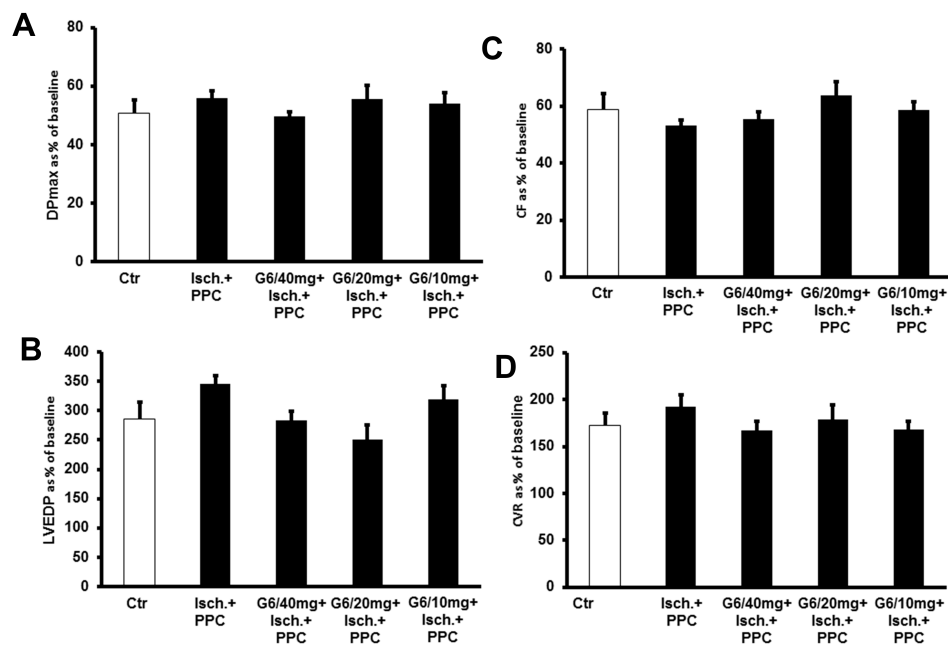 A
DPmax as % of baseline
80
60
40
20
0
Ctr
Isch.+
PPC
G6/40mg+
Isch.+
PPC
G6/20mg+
Isch.+
PPC
G6/10mg+
Isch.+
PPC
C
CF as % of baseline
80
60
40
20
0
Ctr
Isch.+
PPC
G6/40mg+
Isch.+
PPC
G6/20mg+
Isch.+
PPC
G6/10mg+
Isch.+
PPC
B
LVEDP as % of baseline
400
350
300
250
200
150
100
50
0
Ctr
Isch.+
PPC
G6/40mg+
Isch.+
PPC
G6/20mg+
Isch.+
PPC
G6/10mg+
Isch.+
PPC
D
CVR as % of baseline
250
200
150
100
50
0
Ctr
Isch.+
PPC
G6/40mg+
Isch.+
PPC
G6/20mg+
Isch.+
PPC
G6/10mg+
Isch.+
PPC